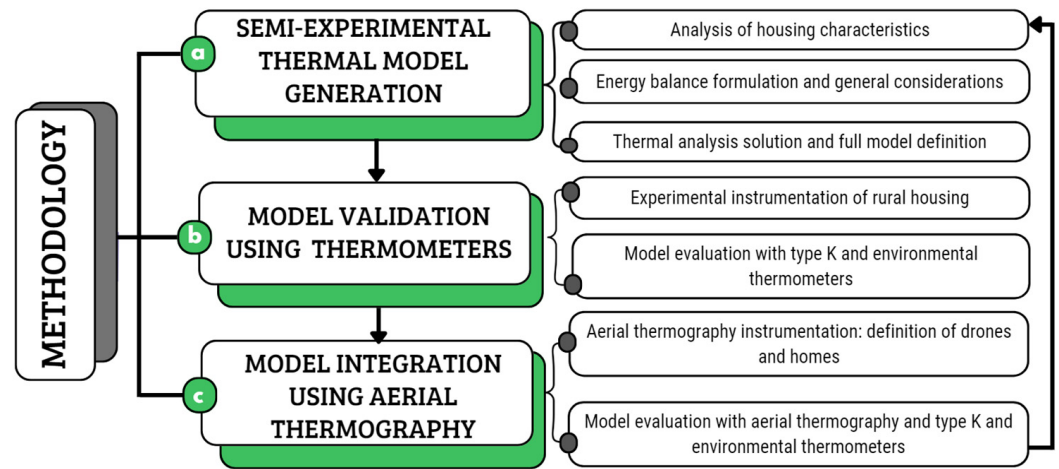 METHODOLOGY
a
SEMI-EXPERIMENTAL
THERMAL MODEL
GENERATION
Analysis of housing characteristics
Energy balance formulation and general considerations
Thermal analysis solution and full model definition
b
MODEL VALIDATION
USING THERMOMETERS
Experimental instrumentation of rural housing
Model evaluation with type K and environmental
thermometers
c
MODEL INTEGRATION
USING AERIAL
THERMOGRAPHY
Aerial thermography instrumentation: definition of drones
and homes
Model evaluation with aerial thermography and type K and
environmental thermometers